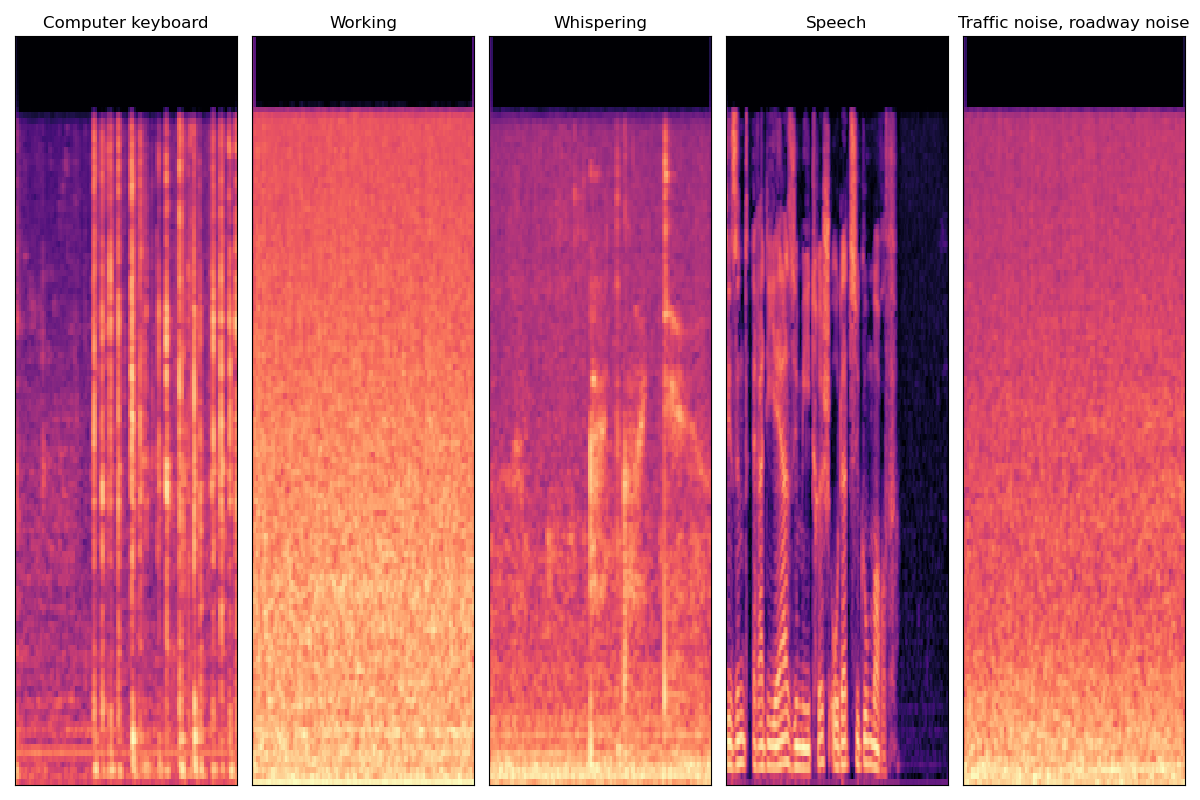 Computer keyboard
Working
Whispering
Speech
Traffic noise, roadway noise